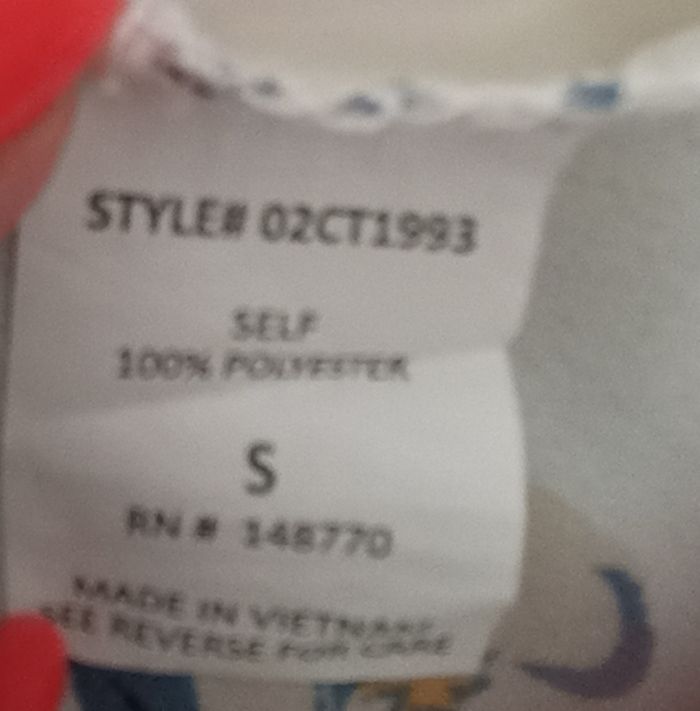 STYLE# 02CT1993
SELF
100% POLYESTER
S
RN # 148770
MADE IN VIETNAM
SEE REVERSE FOR CARE